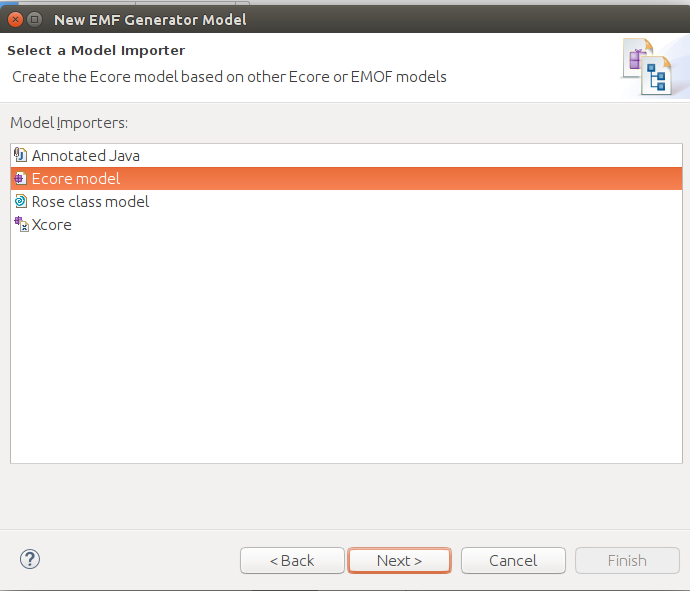 New EMF Generator Model
Select a Model Importer
Create the Ecore model based on other Ecore or EMOF models
Model Importers:
Annotated Java
Ecore model
Rose class model
Xcore
?
< Back
Next >
Cancel
Finish